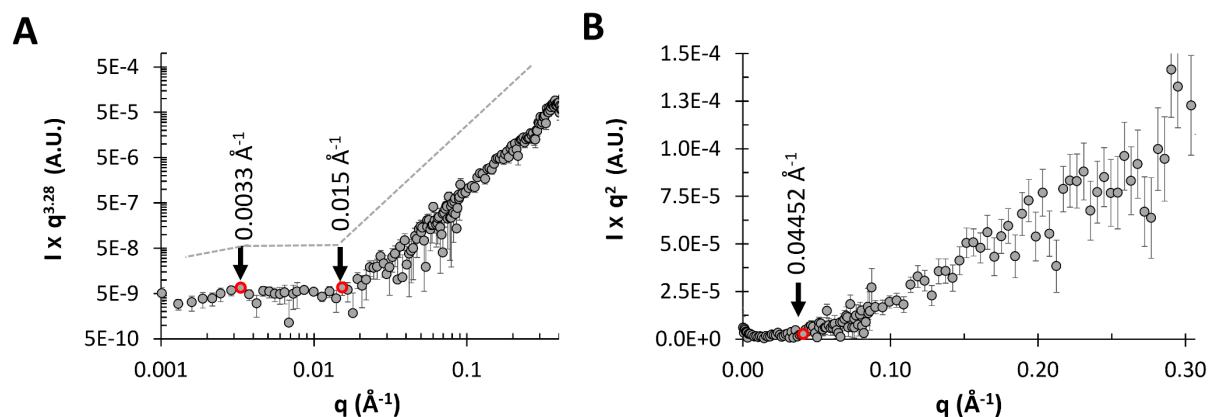 A
I x q3.28 (A.U.)
5E-4
5E-5
5E-6
5E-7
5E-8
5E-9
5E-10
0.0033 Å-1
0.015 Å-1
0.001
0.01
0.1
q (Å-1)
B
I x q2 (A.U.)
1.5E-4
1.3E-4
1.0E-4
7.5E-5
5.0E-5
2.5E-5
0.0E+0
0.04452 Å-1
0.00
0.10
0.20
0.30
q (Å-1)